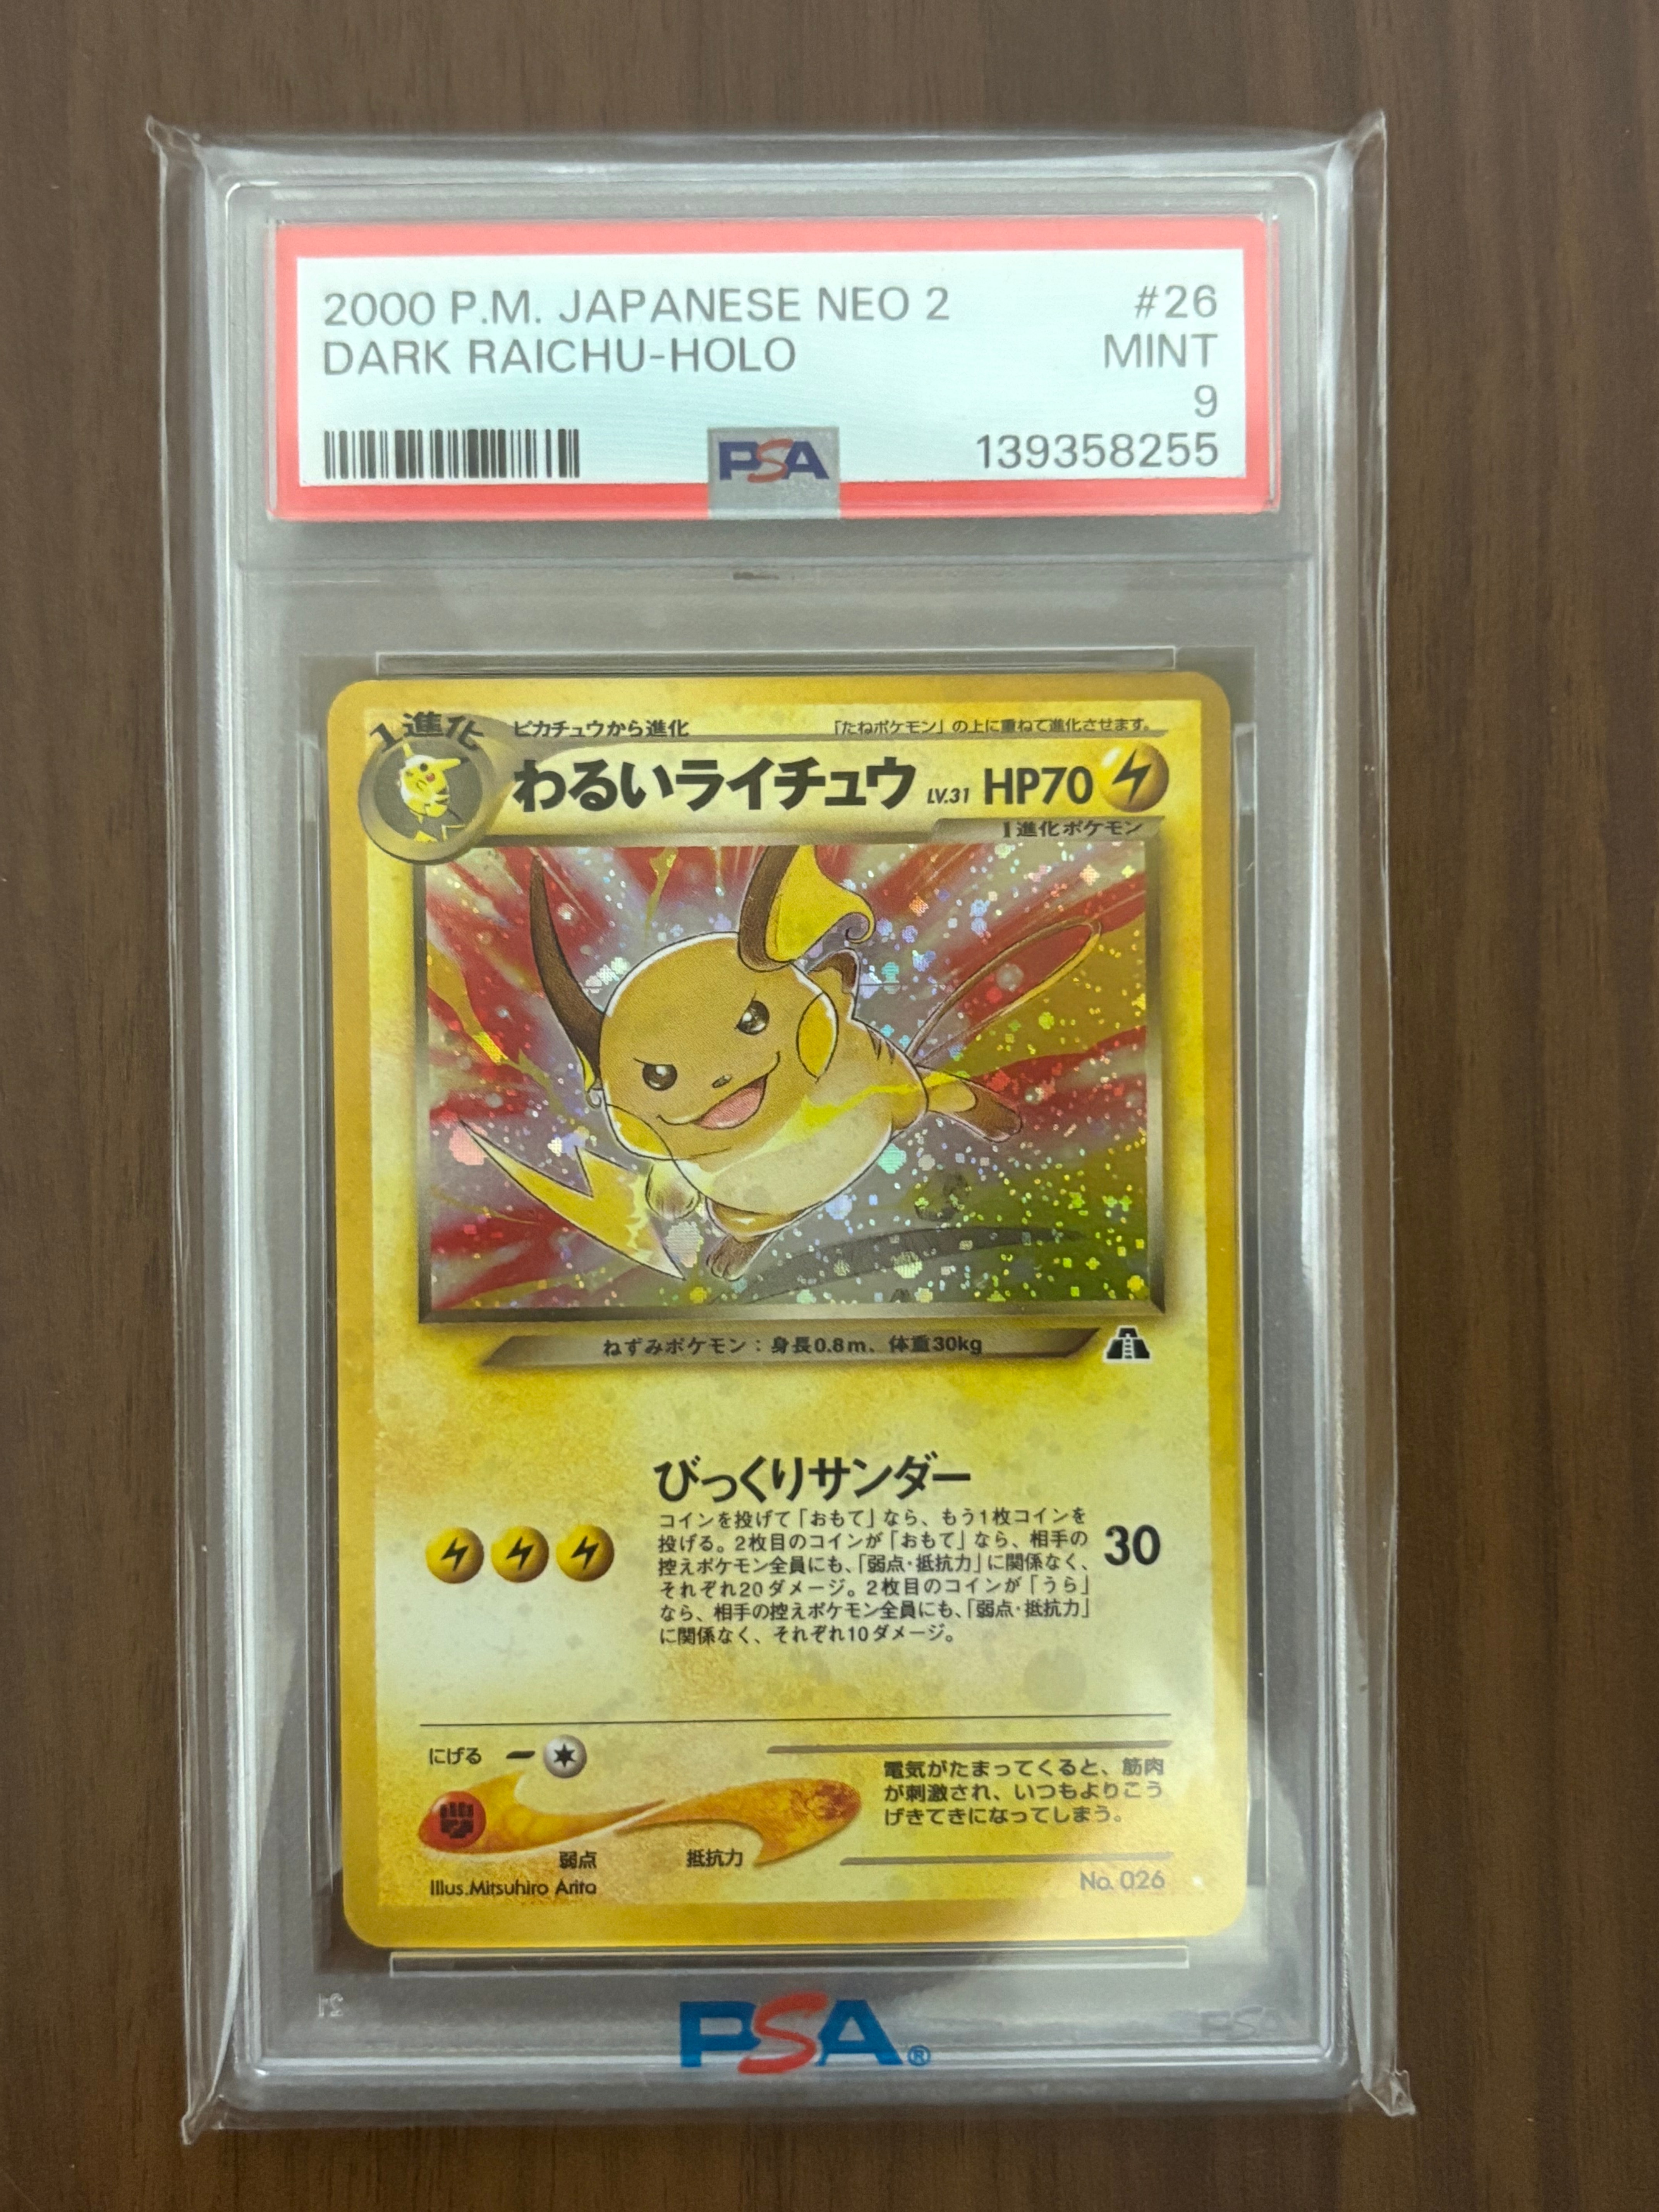 2000 P.M. JAPANESE NEO 2 #26
DARK RAICHU-HOLO MINT
9
PSA 139358255
1進化 ピカチュウから進化 「たねポケモン」の上に重ねて進化させます。
わるいライチュウ LV.31 HP70
1進化ポケモン
ねずみポケモン：身長0.8m、体重30kg
びっくりサンダー
コインを投げて「おもて」なら、もう1枚コインを
投げる。2枚目のコインが「おもて」なら、相手の
控えポケモン全員にも、「弱点・抵抗力」に関係なく、
それぞれ20ダメージ。2枚目のコインが「うら」
なら、相手の控えポケモン全員にも、「弱点・抵抗力」
に関係なく、それぞれ10ダメージ。
30
にげる
弱点 抵抗力
電気がたまってくると、筋肉
が刺激され、いつもよりこう
げきてきになってしまう。
Illus.Mitsuhiro Arita No. 026
PSA®